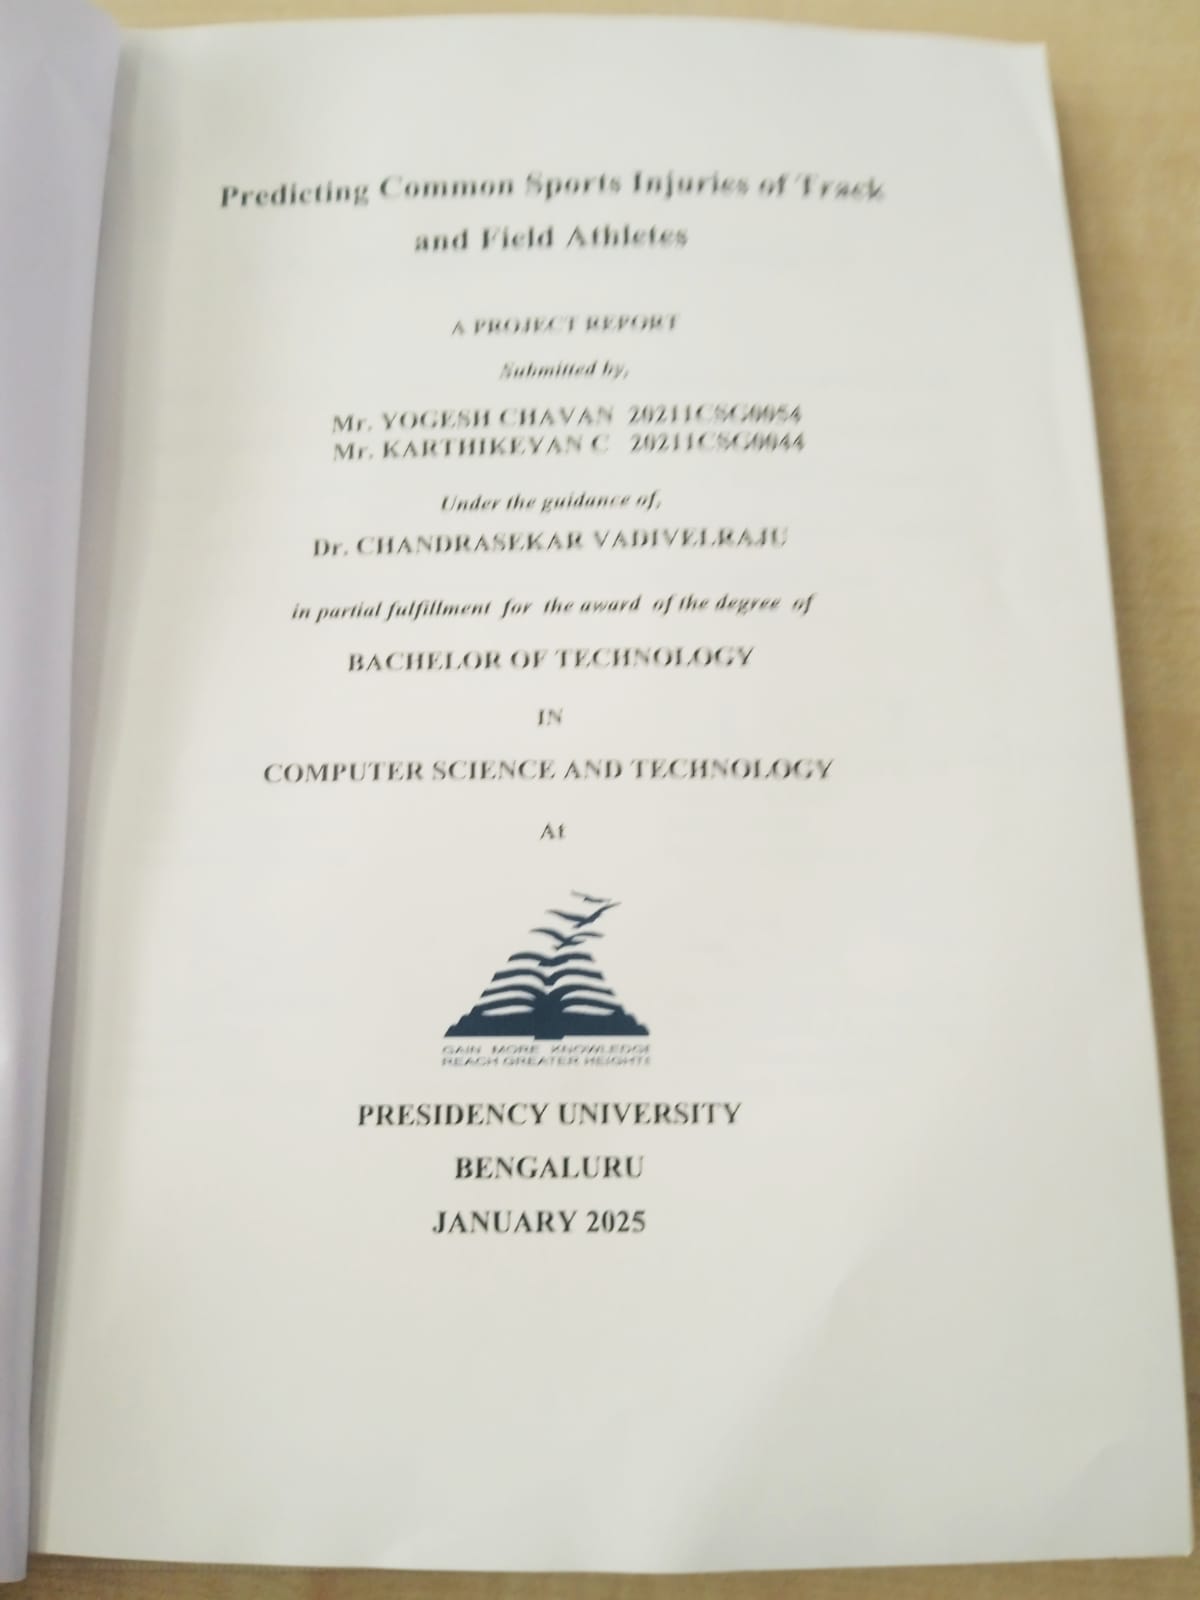 Predicting Common Sports Injuries of Track
and Field Athletes
A PROJECT REPORT
Submitted by,
Mr. YOGESH CHAVAN 20211CSG0054
Mr. KARTHIKEYAN C 20211CSG0044
Under the guidance of,
Dr. CHANDRASEKAR VADIVELRAJU
in partial fulfillment for the award of the degree of
BACHELOR OF TECHNOLOGY
IN
COMPUTER SCIENCE AND TECHNOLOGY
At
GAIN MORE KNOWLEDGE
REACH GREATER HEIGHTS
PRESIDENCY UNIVERSITY
BENGALURU
JANUARY 2025